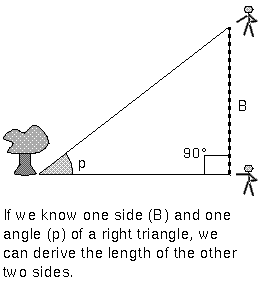 B
90°
p
If we know one side (B) and one
angle (p) of a right triangle, we
can derive the length of the other
two sides.